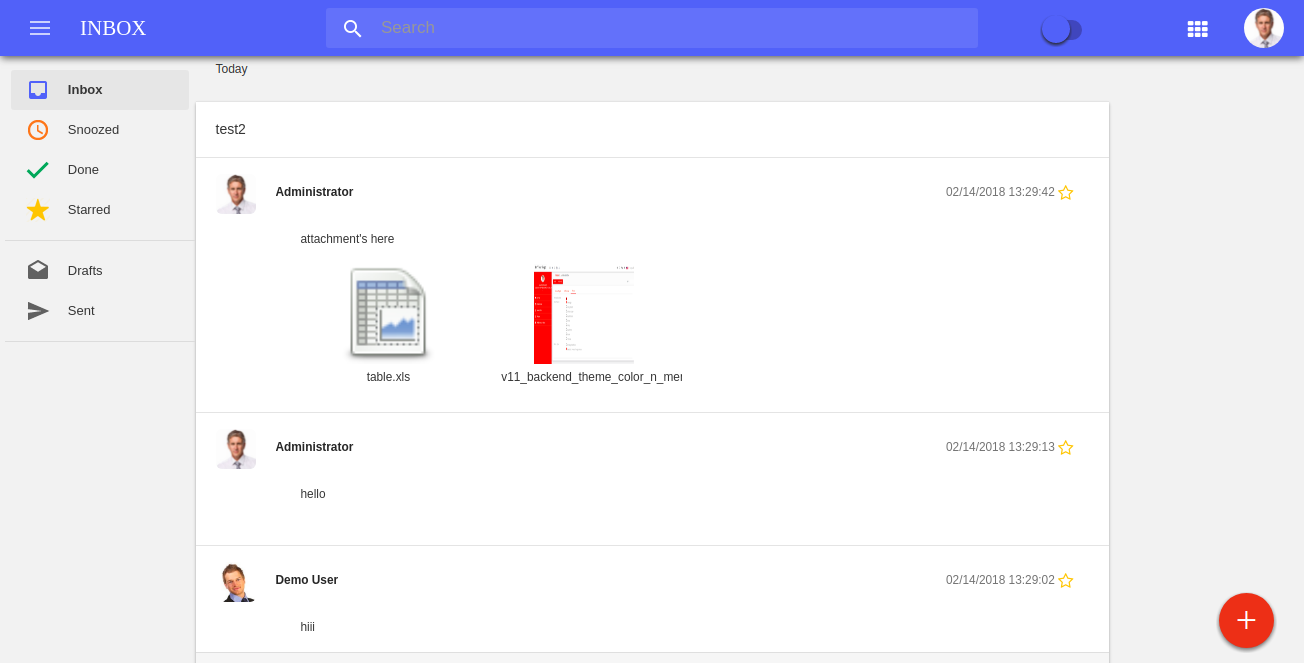 INBOX
Search
Today
Inbox
Snoozed
Done
Starred
Drafts
Sent
test2
Administrator
02/14/2018 13:29:42
attachment's here
table.xls
v11_backend_theme_color_n_mer
Administrator
02/14/2018 13:29:13
hello
Demo User
02/14/2018 13:29:02
hiii